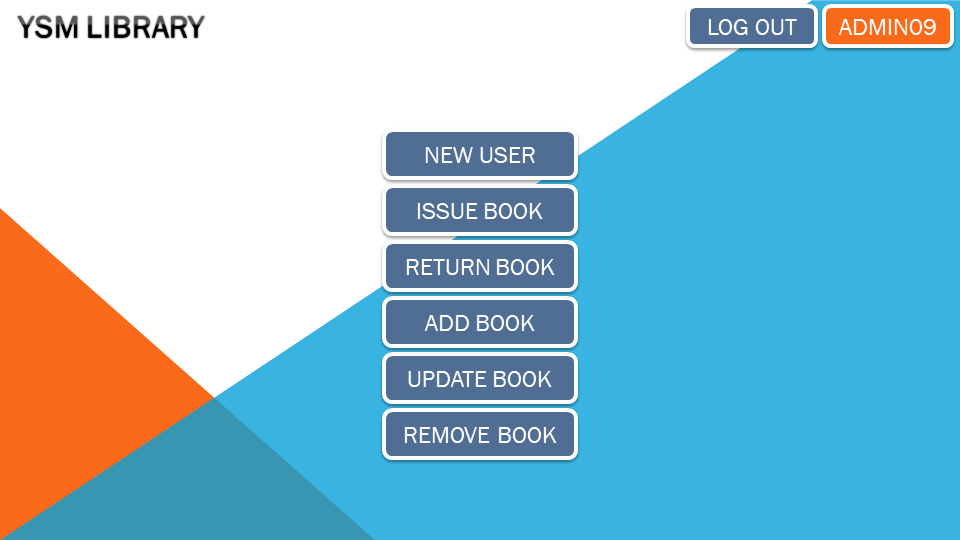 YSM LIBRARY
LOG OUT
ADMIN09
NEW USER
ISSUE BOOK
RETURN BOOK
ADD BOOK
UPDATE BOOK
REMOVE BOOK